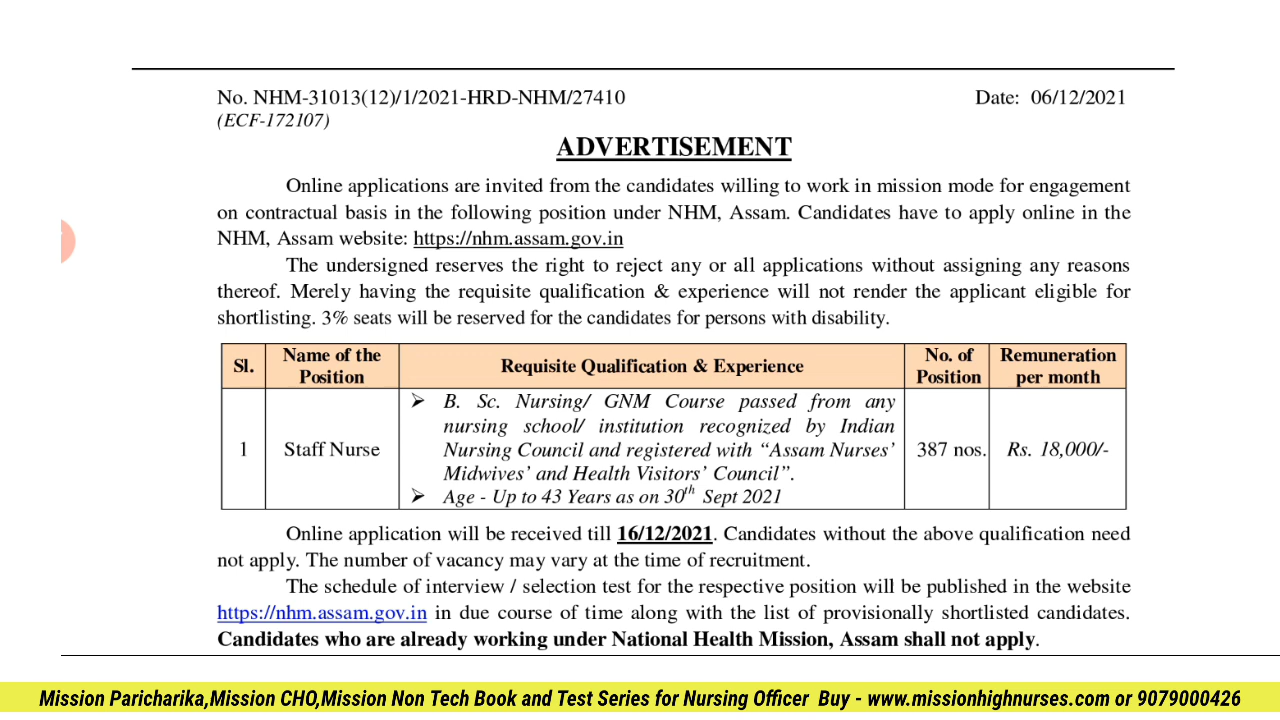 No. NHM-31013(12)/1/2021-HRD-NHM/27410 Date: 06/12/2021
(ECF-172107)
ADVERTISEMENT
Online applications are invited from the candidates willing to work in mission mode for engagement
on contractual basis in the following position under NHM, Assam. Candidates have to apply online in the
NHM, Assam website: https://nhm.assam.gov.in
The undersigned reserves the right to reject any or all applications without assigning any reasons
thereof. Merely having the requisite qualification & experience will not render the applicant eligible for
shortlisting. 3% seats will be reserved for the candidates for persons with disability.
Sl. Name of the Position Requisite Qualification & Experience No. of Position Remuneration per month
1 Staff Nurse
➢ B. Sc. Nursing/ GNM Course passed from any
nursing school/ institution recognized by Indian
Nursing Council and registered with “Assam Nurses’
Midwives’ and Health Visitors’ Council”.
➢ Age - Up to 43 Years as on 30th Sept 2021
387 nos. Rs. 18,000/-
Online application will be received till 16/12/2021. Candidates without the above qualification need
not apply. The number of vacancy may vary at the time of recruitment.
The schedule of interview / selection test for the respective position will be published in the website
https://nhm.assam.gov.in in due course of time along with the list of provisionally shortlisted candidates.
Candidates who are already working under National Health Mission, Assam shall not apply.
Mission Paricharika,Mission CHO,Mission Non Tech Book and Test Series for Nursing Officer Buy - www.missionhighnurses.com or 9079000426